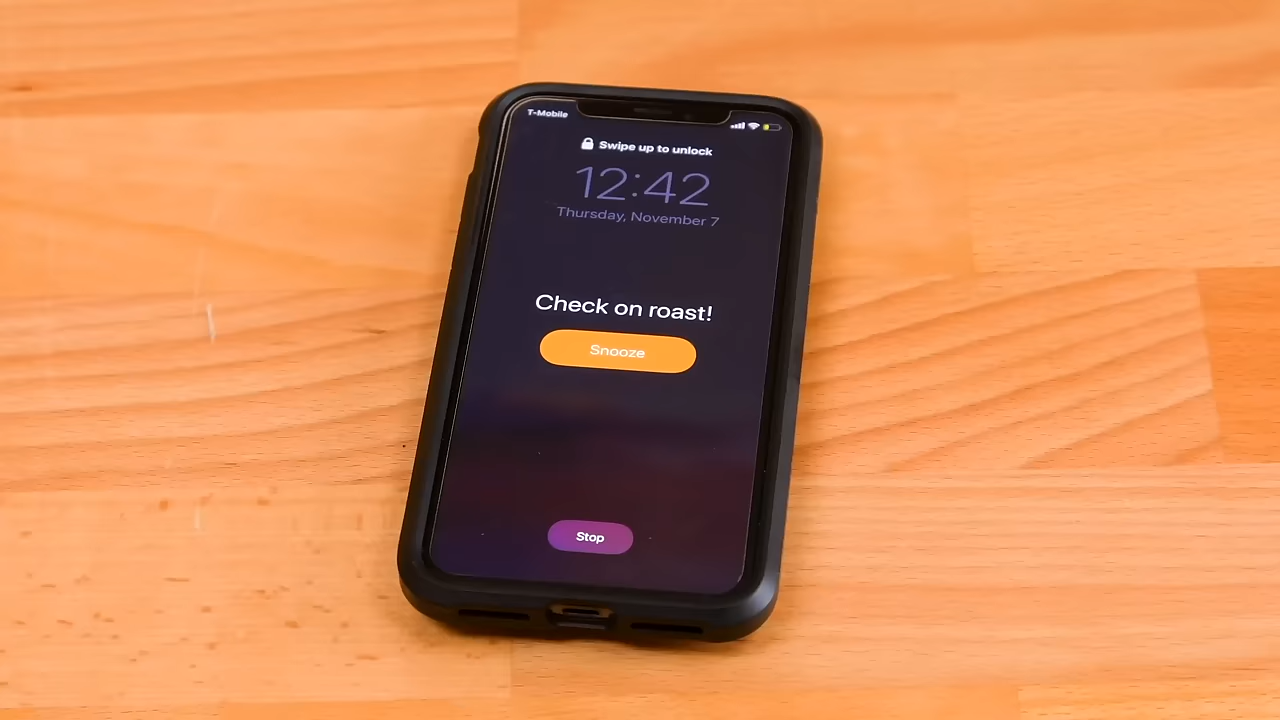 T-Mobile
Swipe up to unlock
12:42
Thursday, November 7
Check on roast!
Snooze
Stop